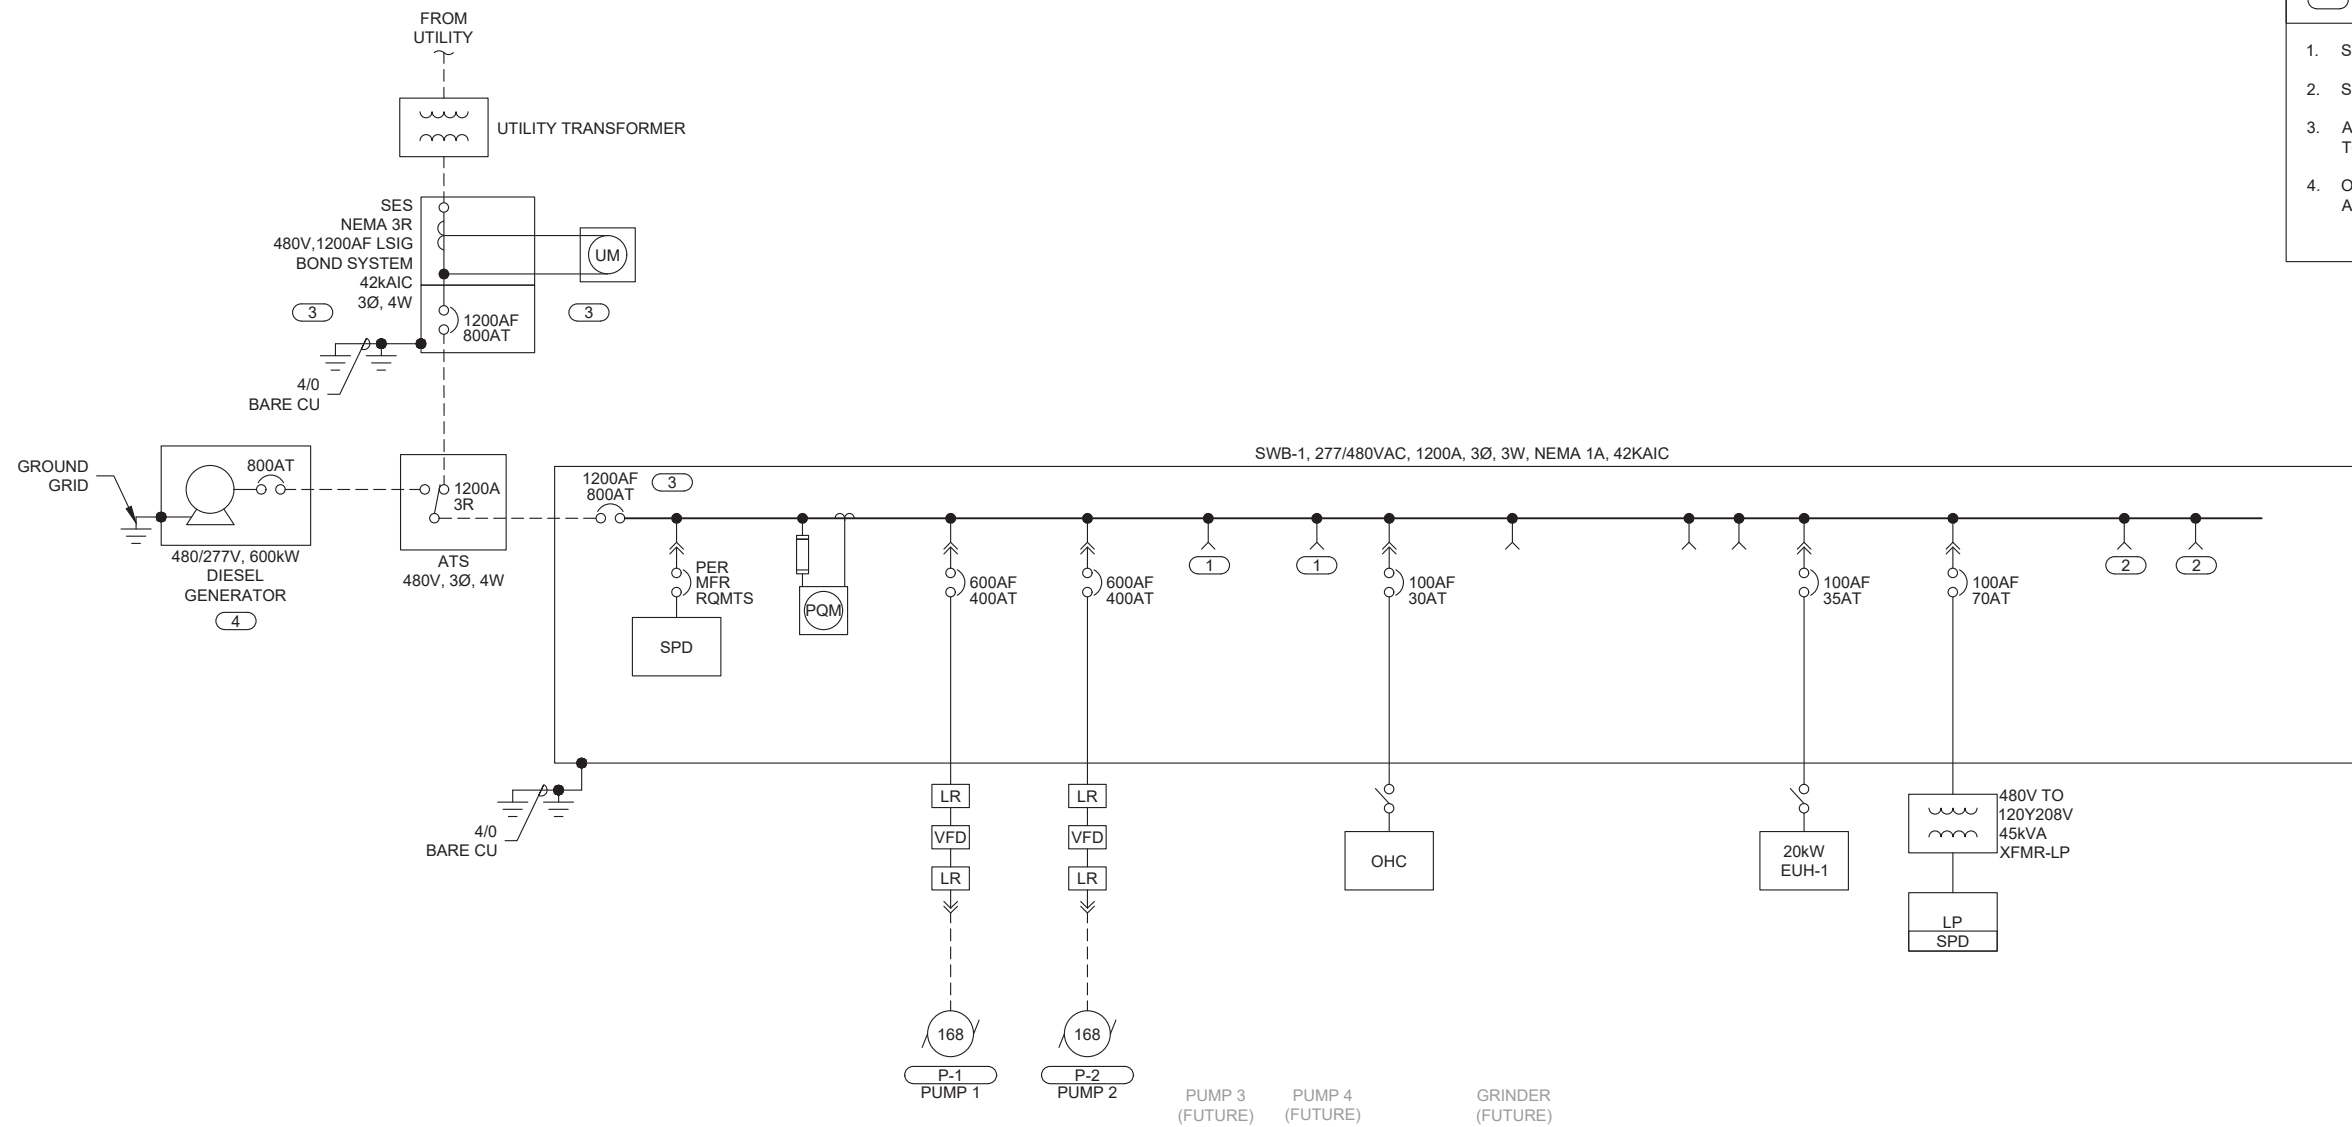 FROM
UTILITY
UTILITY TRANSFORMER
SES
NEMA 3R
480V,1200AF LSIG
BOND SYSTEM
42kAIC
3Ø, 4W
UM
3
3
1200AF
800AT
4/0
BARE CU
GROUND
GRID
800AT
480/277V, 600kW
DIESEL
GENERATOR
4
1200A
3R
ATS
480V, 3Ø, 4W
SWB-1, 277/480VAC, 1200A, 3Ø, 3W, NEMA 1A, 42KAIC
1200AF
800AT
3
PER
MFR
RQMTS
SPD
PQM
600AF
400AT
600AF
400AT
1
1
100AF
30AT
100AF
35AT
100AF
70AT
2
2
4/0
BARE CU
LR
VFD
LR
LR
VFD
LR
OHC
20kW
EUH-1
480V TO
120Y208V
45kVA
XFMR-LP
LP
SPD
168
P-1
PUMP 1
168
P-2
PUMP 2
PUMP 3
(FUTURE)
PUMP 4
(FUTURE)
GRINDER
(FUTURE)
1. S
2. S
3. A
T
4. O
A